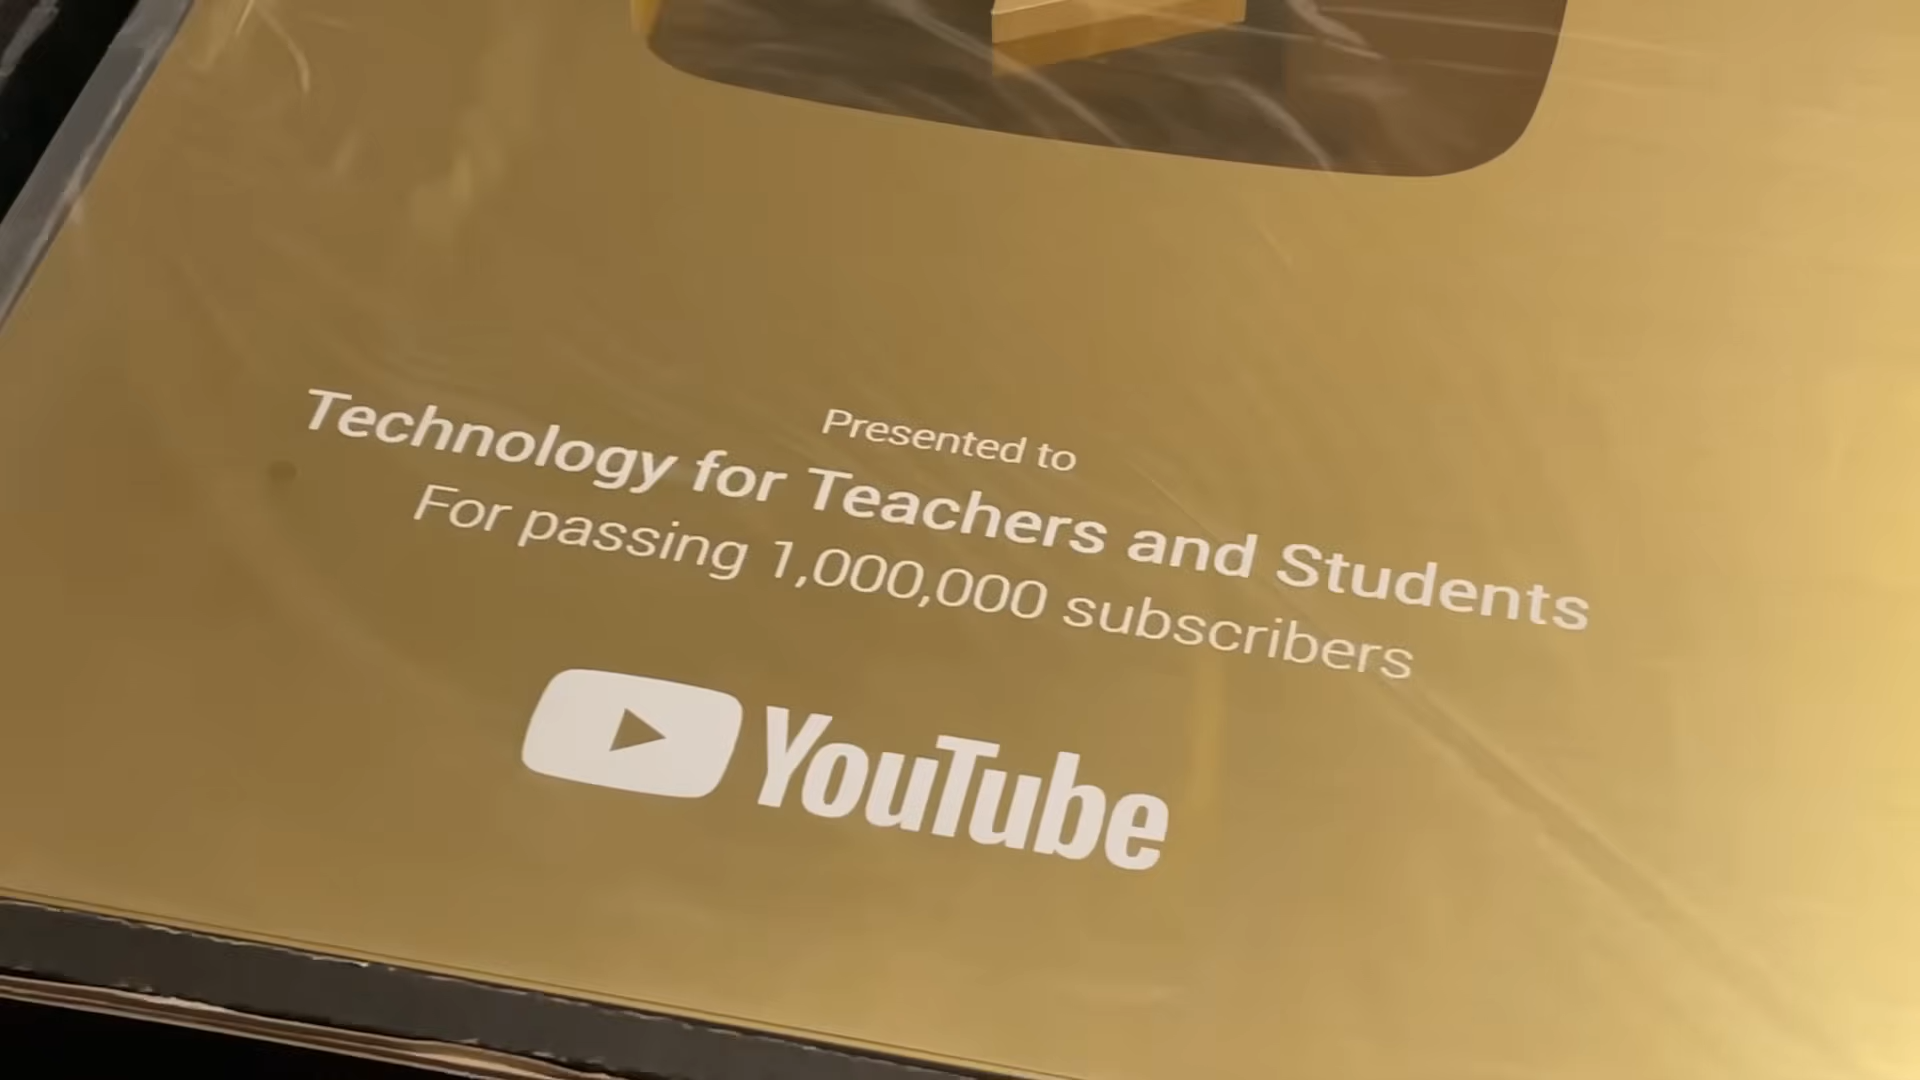 Presented to
Technology for Teachers and Students
For passing 1,000,000 subscribers
YouTube